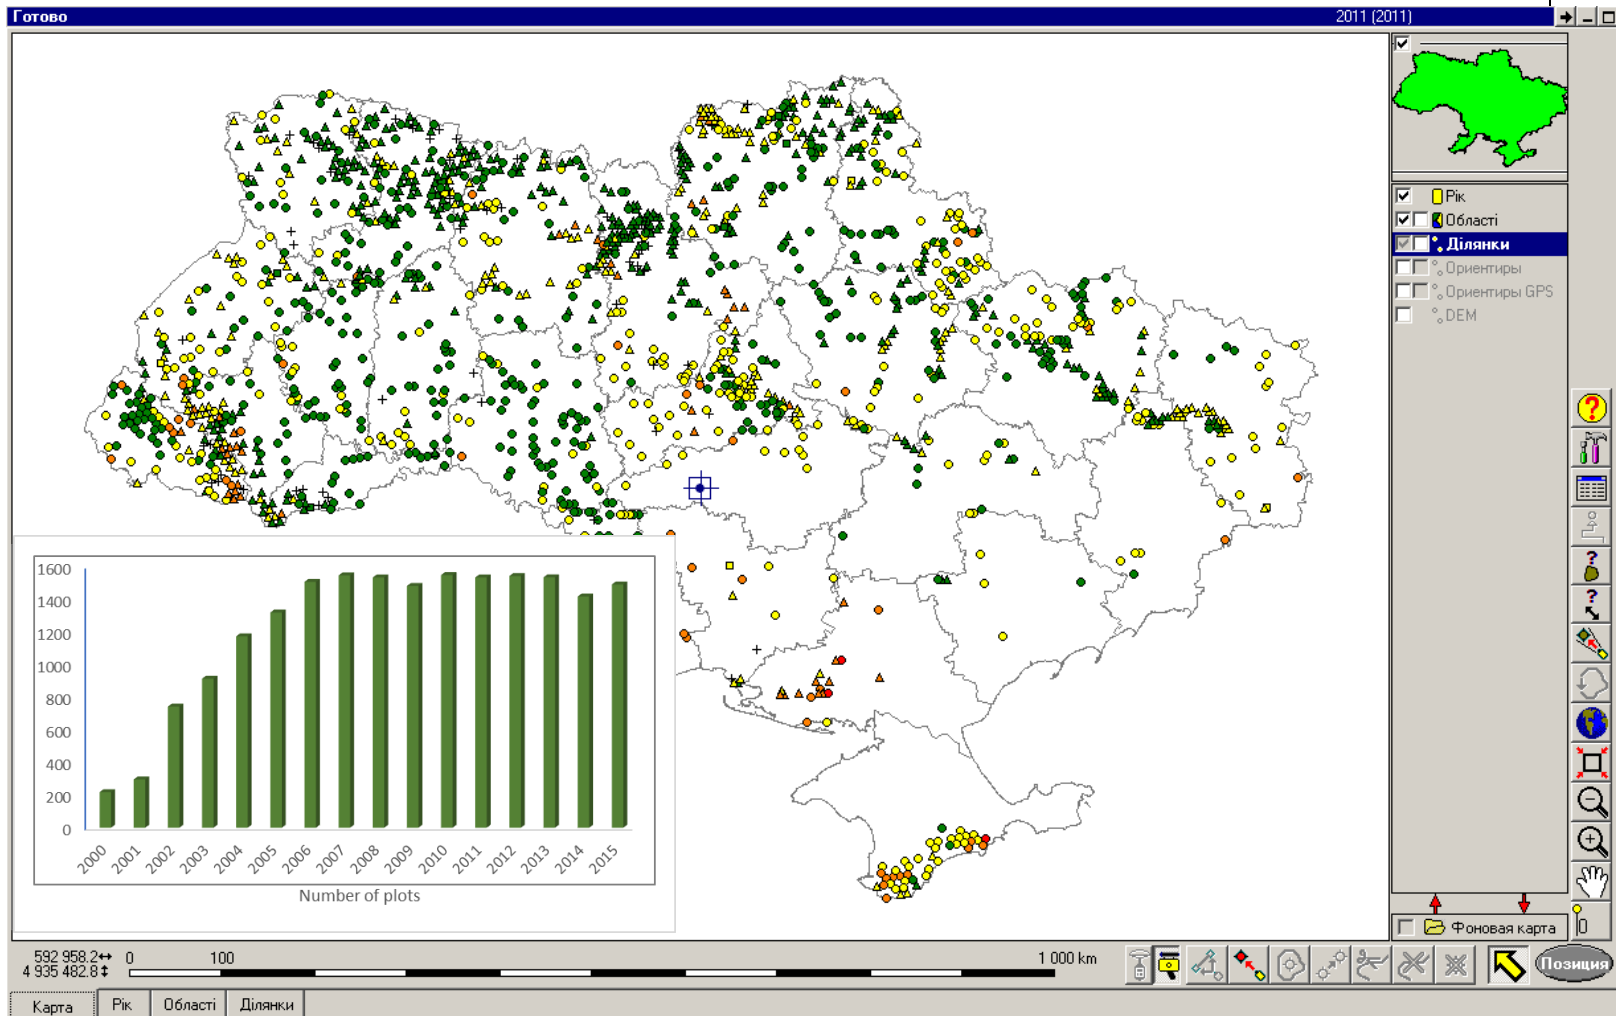 Готово
2011 (2011)
Рік
Області
Ділянки
Ориентиры
Ориентиры GPS
DEM
1600
1400
1200
1000
800
600
400
200
0
2000 2001 2002 2003 2004 2005 2006 2007 2008 2009 2010 2011 2012 2013 2014 2015
Number of plots
Фоновая карта
592 958.2
4 935 482.8
0 100 1 000 km
Позиция
Карта Рік Області Ділянки